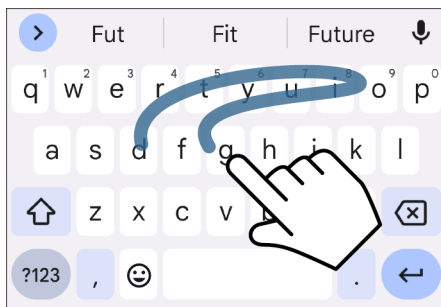 Fut Fit Future
q1 w2 e3 r4 t5 y6 u7 i8 o9 p0
a s d f g h j k l
z x c v
?123 , .